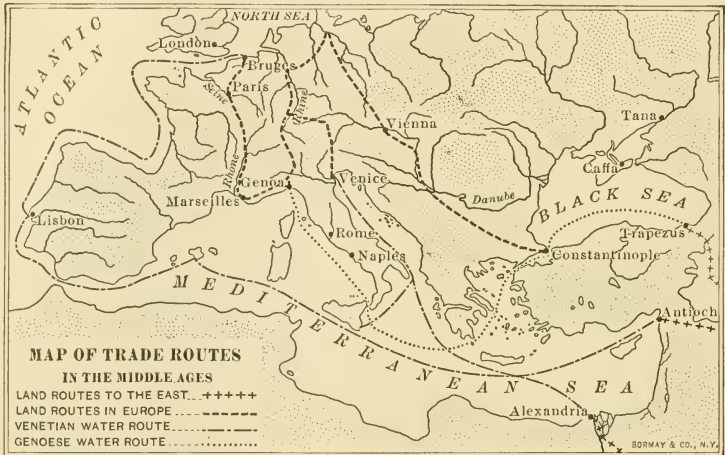 NORTH SEA
ATLANTIC
OCEAN
London
Bruges
Paris
Seine
Rhine
Vienna
Tana
Caffa
Rhone
Genoa
Venice
Marseilles
Danube
BLACK SEA
Lisbon
Rome
Trapezus
Naples
Constantinople
MEDITERRANEAN SEA
Antioch
Alexandria
MAP OF TRADE ROUTES
IN THE MIDDLE AGES
LAND ROUTES TO THE EAST
LAND ROUTES IN EUROPE
VENETIAN WATER ROUTE
GENOESE WATER ROUTE
BORMAY & CO., N.Y.